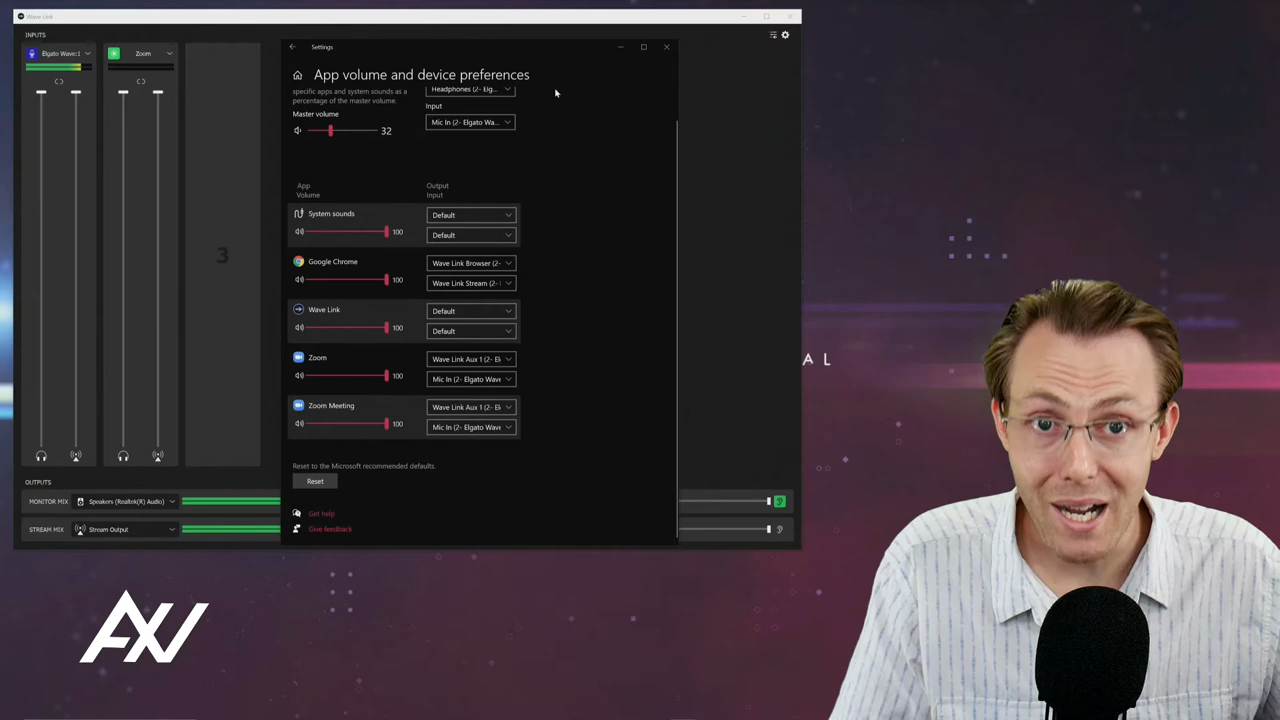 Wave Link
INPUTS
Elgato Wave:1
Zoom
3
Settings
App volume and device preferences
specific apps and system sounds as a
percentage of the master volume.
Headphones (2- Elg...
Input
Master volume
32
Mic In (2- Elgato Wa...
App
Volume
Output
Input
System sounds
Default
100
Default
Google Chrome
Wave Link Browser (2-
100
Wave Link Stream (2-
Wave Link
Default
100
Default
Zoom
Wave Link Aux 1 (2- El
100
Mic In (2- Elgato Wave
Zoom Meeting
Wave Link Aux 1 (2- El
100
Mic In (2- Elgato Wave
Reset to the Microsoft recommended defaults.
Reset
Get help
Give feedback
OUTPUTS
MONITOR MIX
Speakers (Realtek(R) Audio)
STREAM MIX
Stream Output
A L